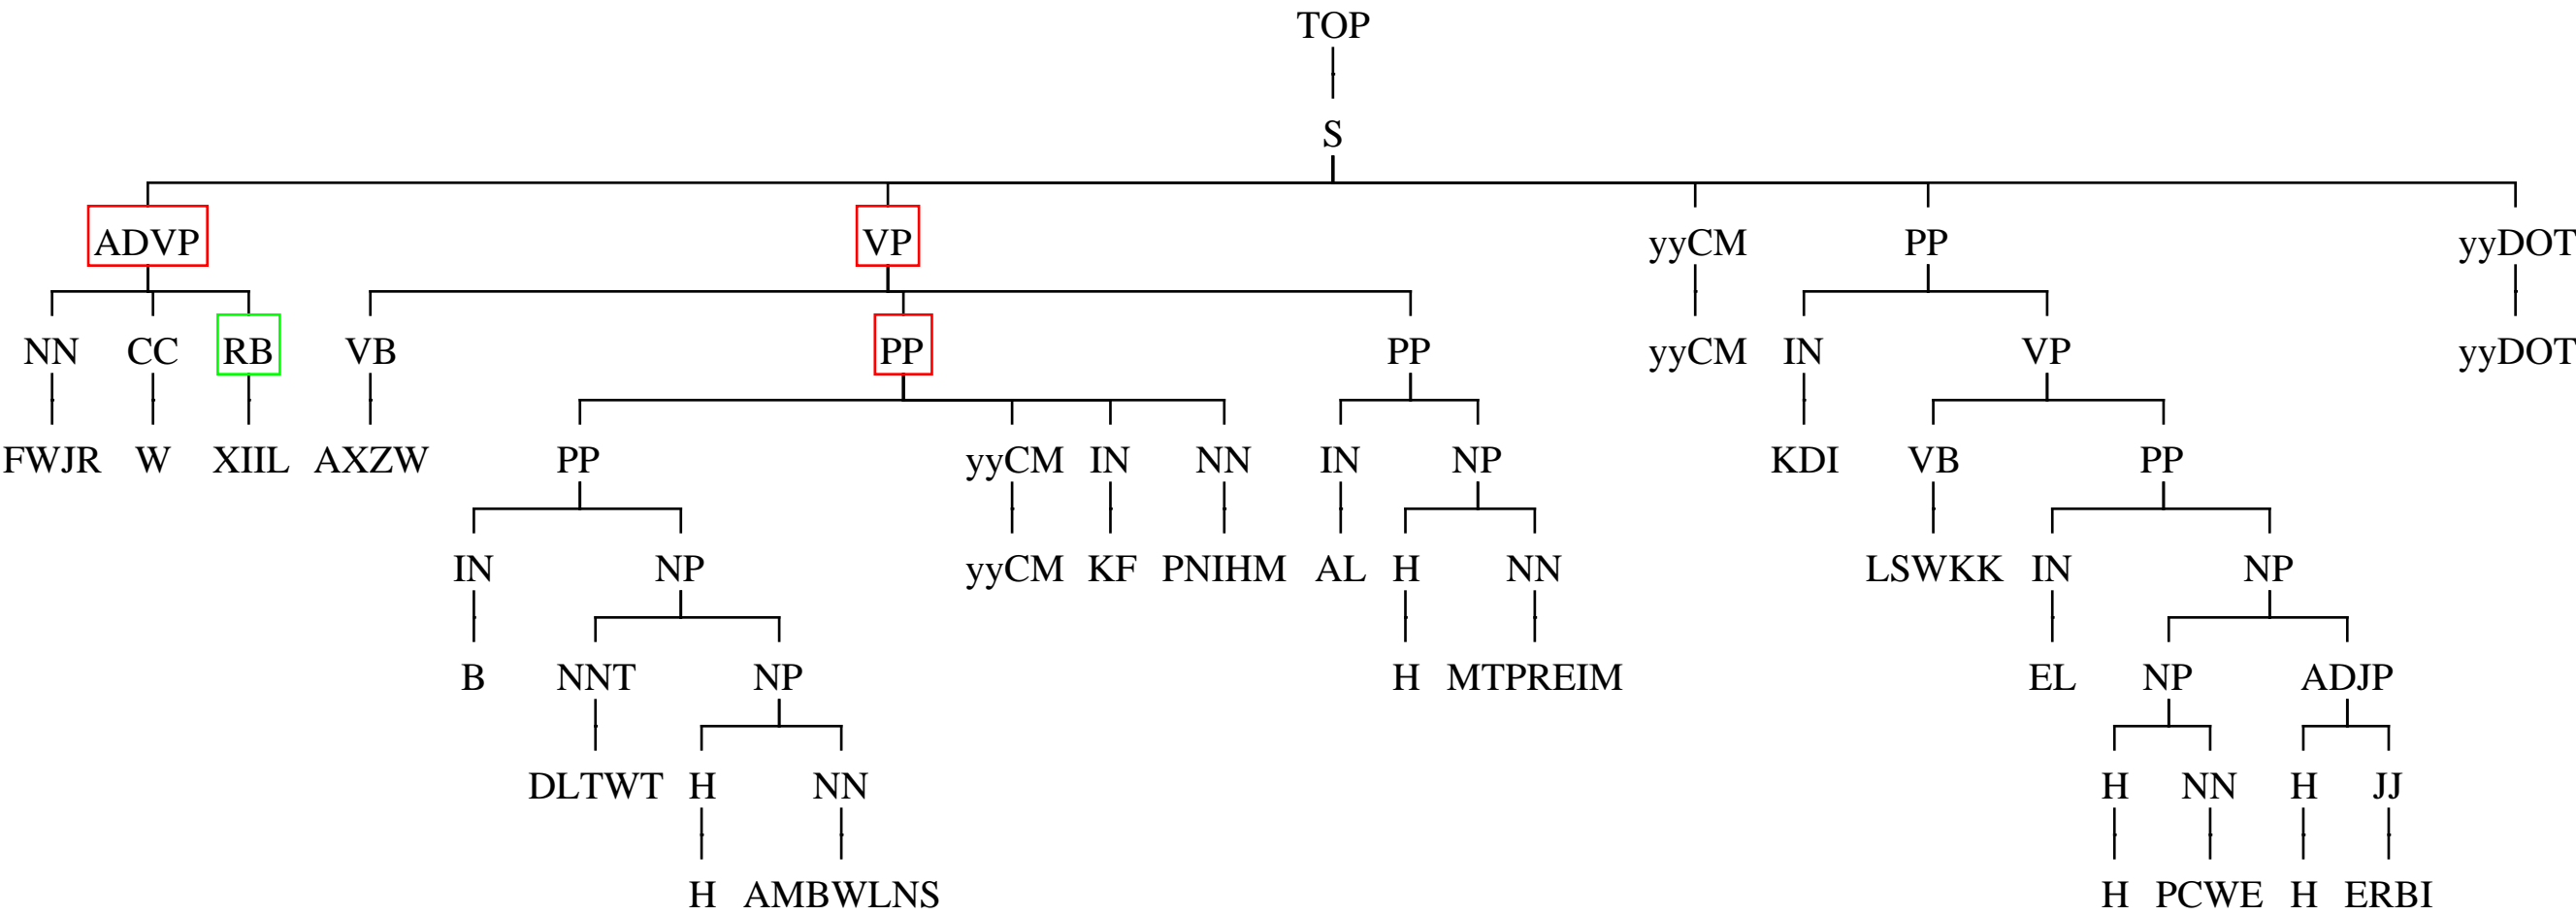 TOP
S
ADVP VP yyCM PP yyDOT
NN CC RB VB PP PP yyCM IN VP yyDOT
FWJR W XIIL AXZW PP yyCM IN NN IN NP KDI VB PP
IN NP yyCM KF PNIHM AL H NN LSWKK IN NP
B NNT NP H MTPREIM EL NP ADJP
DLTWT H NN H NN H JJ
H AMBWLNS H PCWE H ERBI